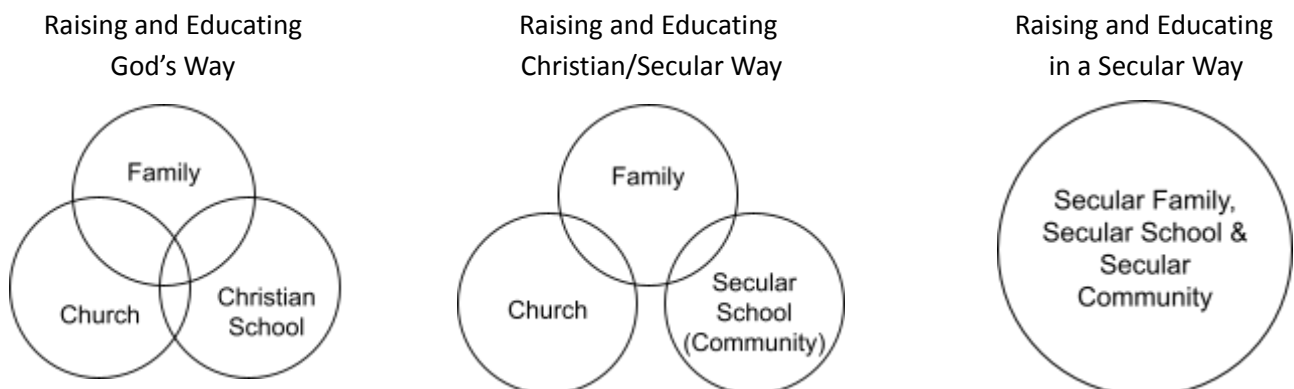 Raising and Educating
God’s Way
Family
Church
Christian
School
Raising and Educating
Christian/Secular Way
Family
Church
Secular
School
(Community)
Raising and Educating
in a Secular Way
Secular Family,
Secular School &
Secular
Community